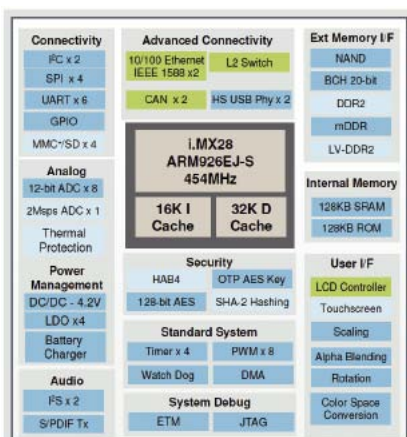 Connectivity
I²C x 2
SPI x 4
UART x 6
GPIO
MMC+/SD x 4
Analog
12-bit ADC x 8
2Msps ADC x 1
Thermal
Protection
Power
Management
DC/DC - 4.2V
LDO x4
Battery
Charger
Audio
I²S x 2
S/PDIF Tx
Advanced Connectivity
10/100 Ethernet
IEEE 1588 x2
L2 Switch
CAN x 2
HS USB Phy x 2
i.MX28
ARM926EJ-S
454MHz
16K I
Cache
32K D
Cache
Security
HAB4
OTP AES Key
128-bit AES
SHA-2 Hashing
Standard System
Timer x 4
PWM x 8
Watch Dog
DMA
System Debug
ETM
JTAG
Ext Memory I/F
NAND
BCH 20-bit
DDR2
mDDR
LV-DDR2
Internal Memory
128KB SRAM
128KB ROM
User I/F
LCD Controller
Touchscreen
Scaling
Alpha Blending
Rotation
Color Space
Conversion